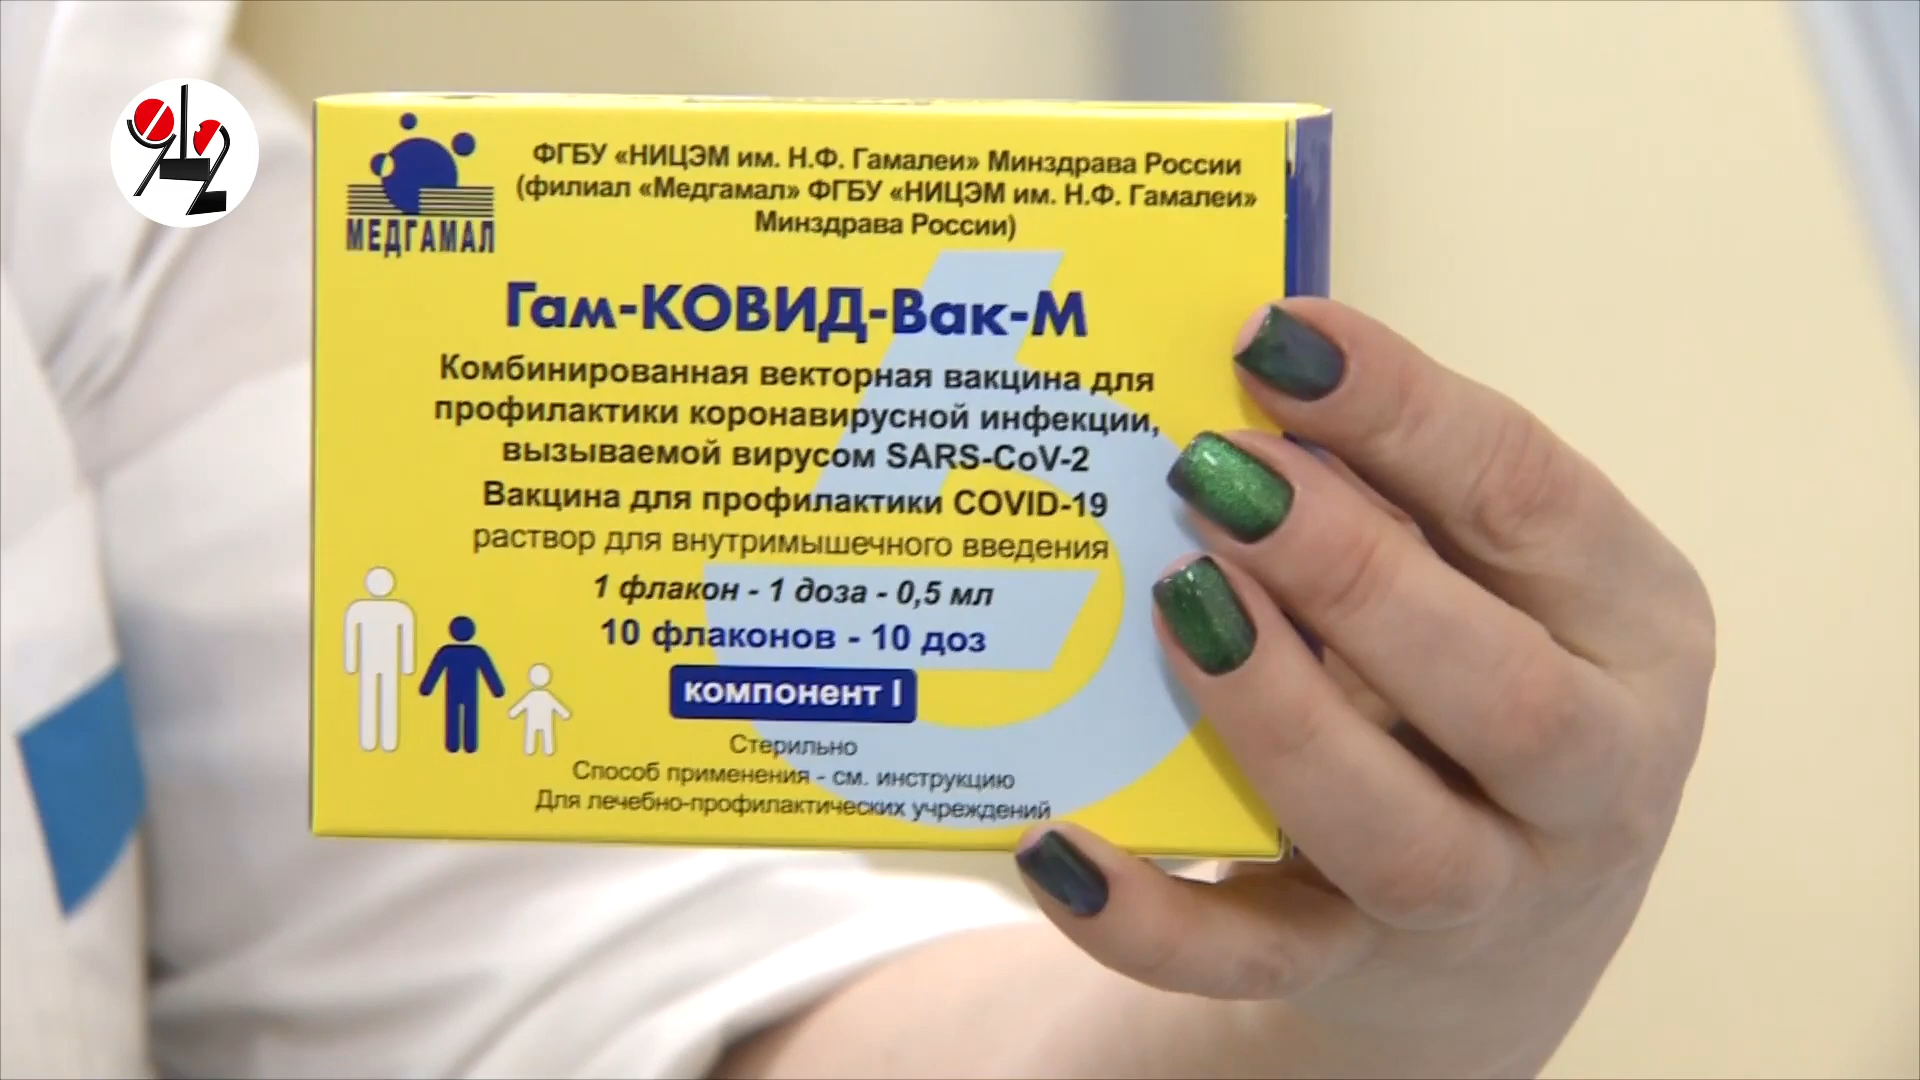 МЕДГАМАЛ
ФГБУ «НИЦЭМ им. Н.Ф. Гамалеи» Минздрава России
(филиал «Медгамал» ФГБУ «НИЦЭМ им. Н.Ф. Гамалеи»
Минздрава России)
Гам-КОВИД-Вак-М
Комбинированная векторная вакцина для
профилактики коронавирусной инфекции,
вызываемой вирусом SARS-CoV-2
Вакцина для профилактики COVID-19
раствор для внутримышечного введения
1 флакон - 1 доза - 0,5 мл
10 флаконов - 10 доз
компонент I
Стерильно
Способ применения - см. инструкцию
Для лечебно-профилактических учреждений